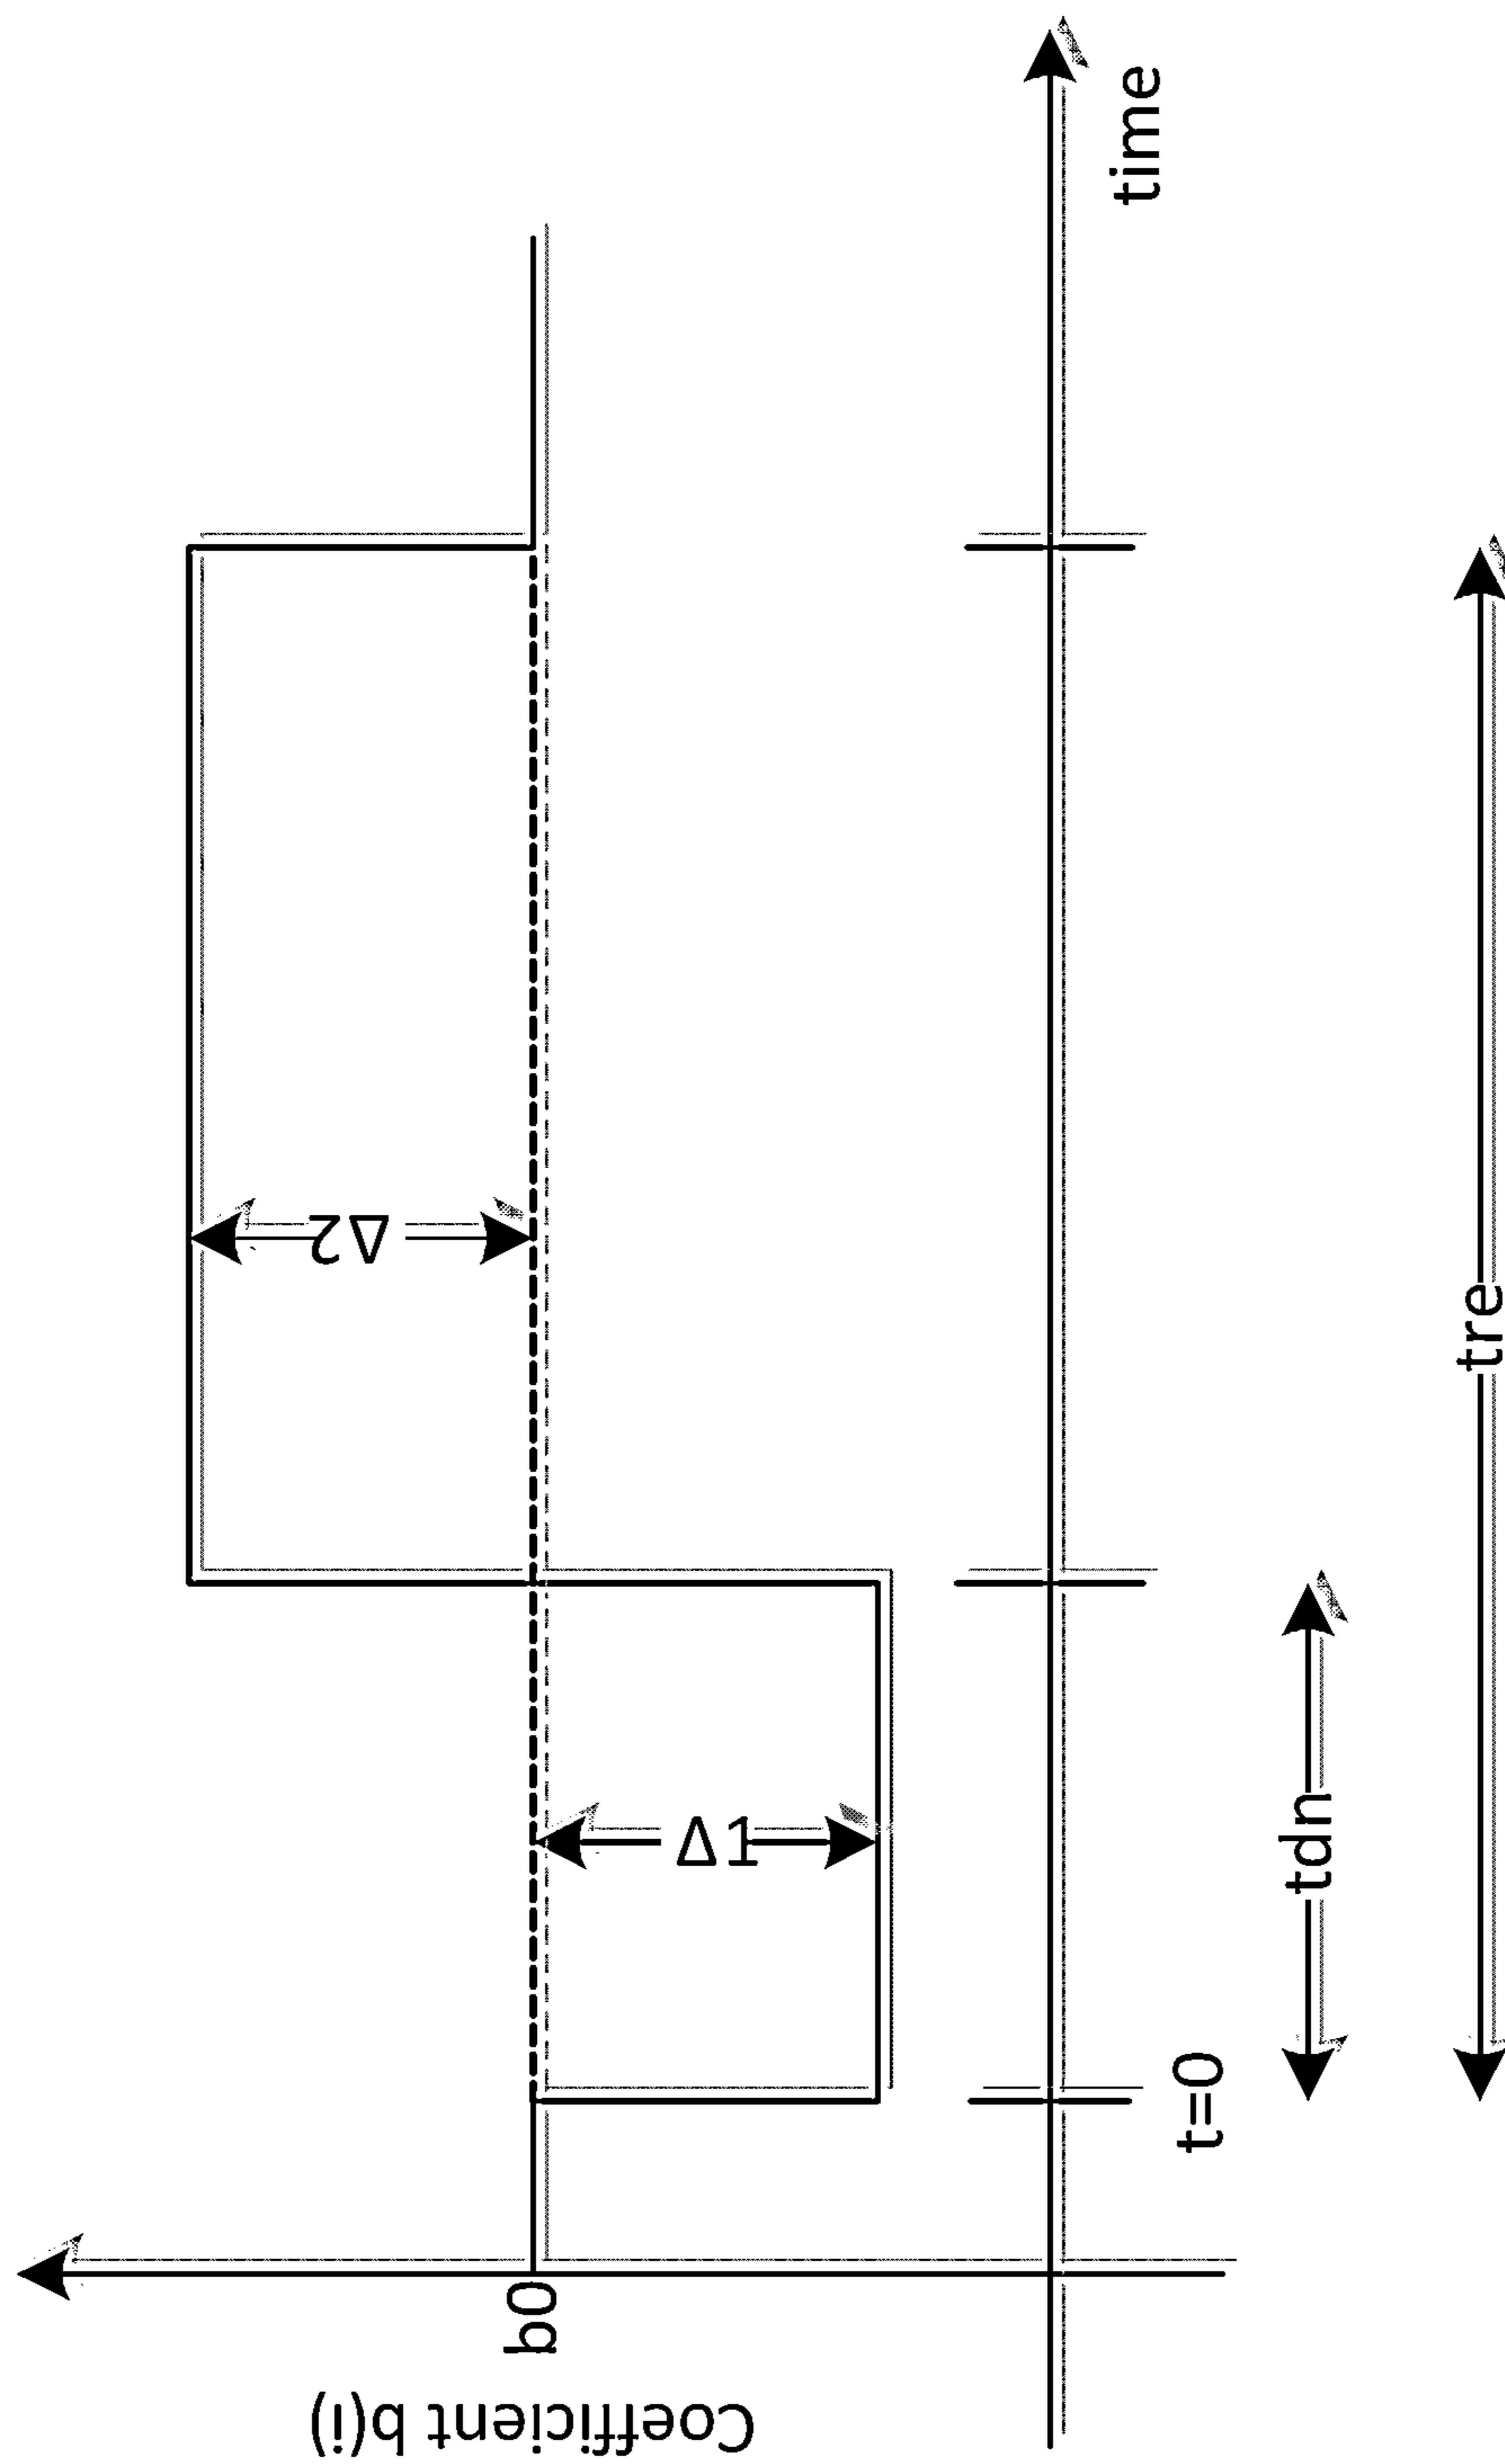 Coefficient b(i)
b0
Δ1
Δ2
time
t=0
tdn
tre